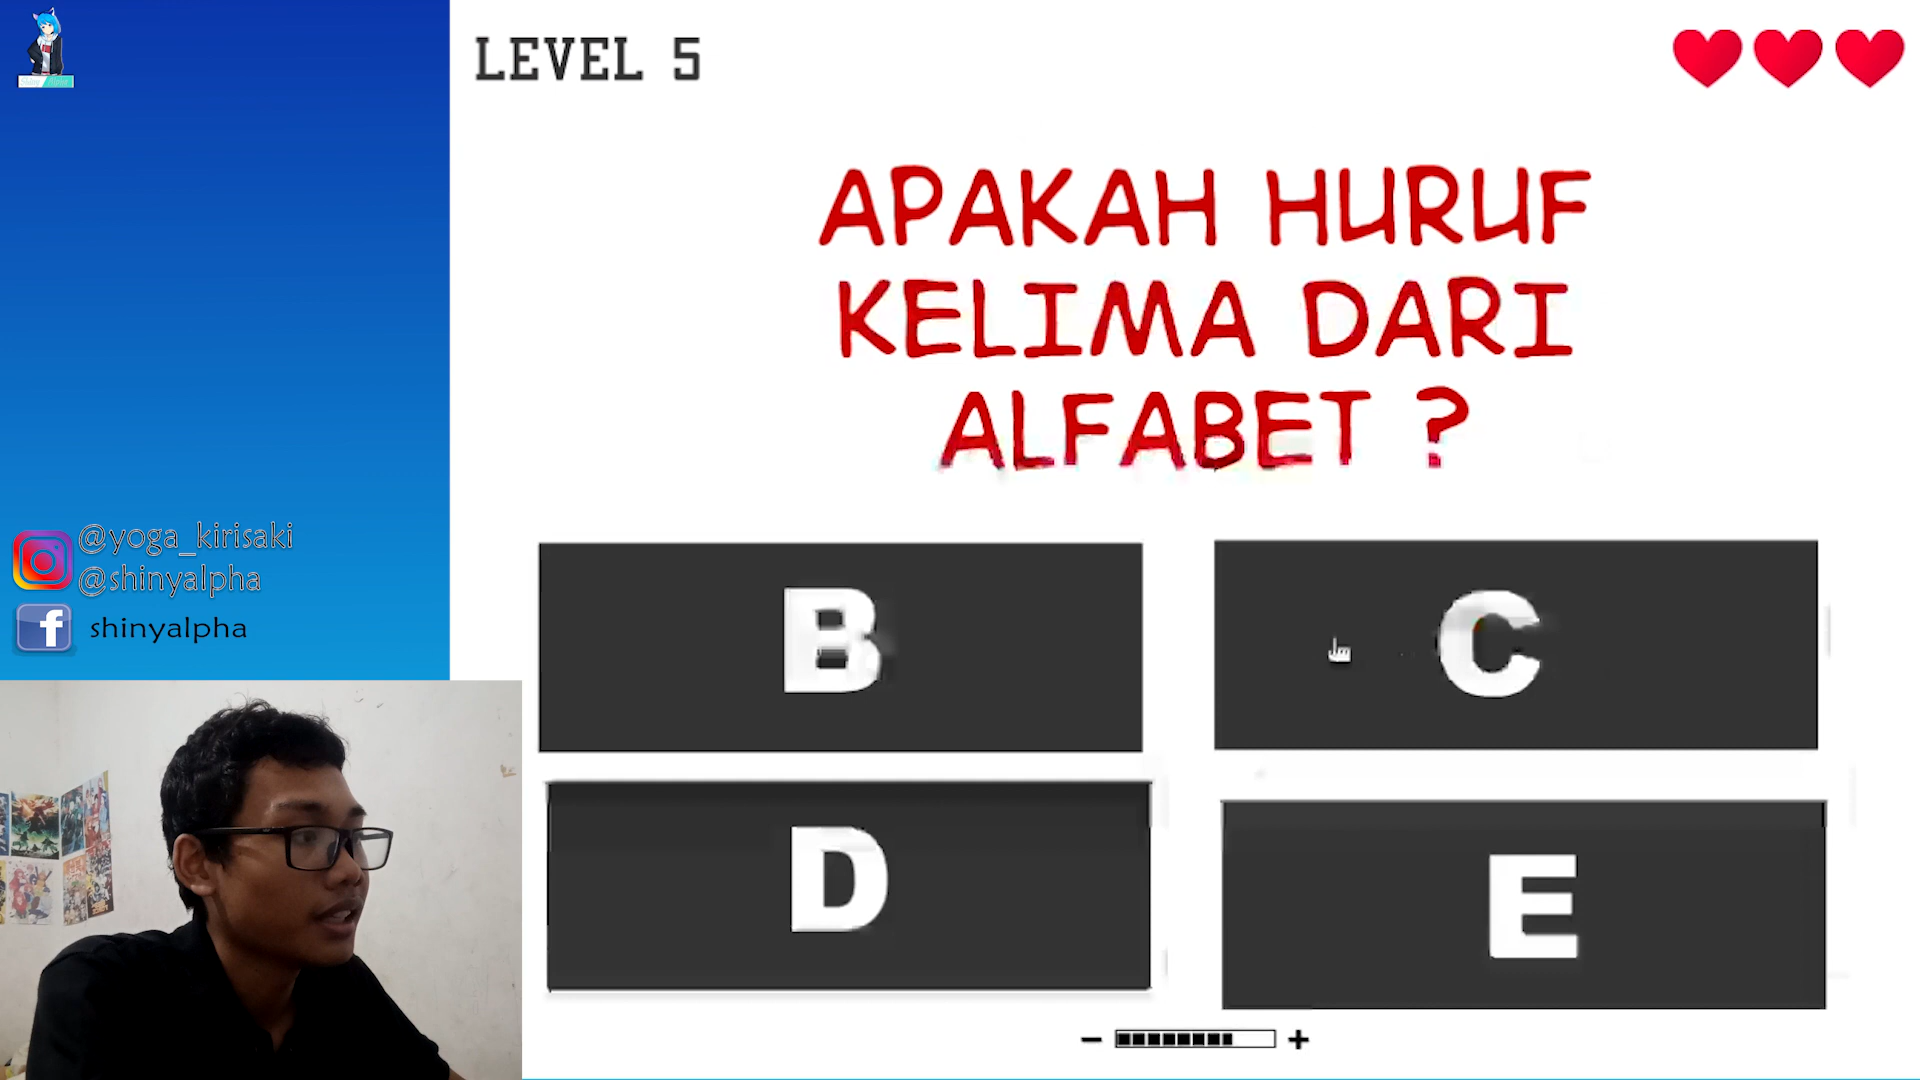 LEVEL 5
APAKAH HURUF
KELIMA DARI
ALFABET ?
B
C
D
E
- +
@yoga_kirisaki
@shinyalpha
f shinyalpha